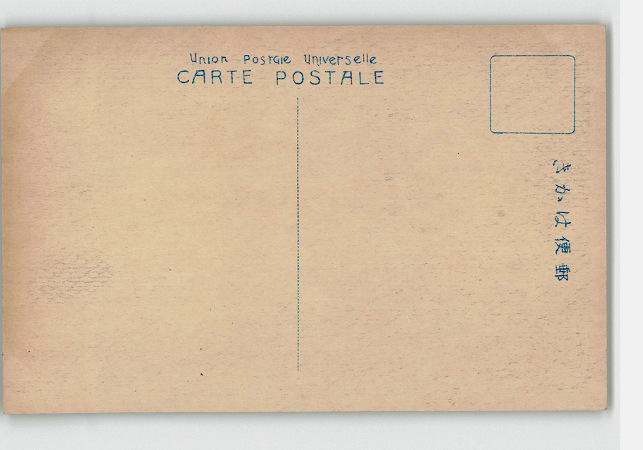 Union Postale Universelle
CARTE POSTALE
郵便はかき